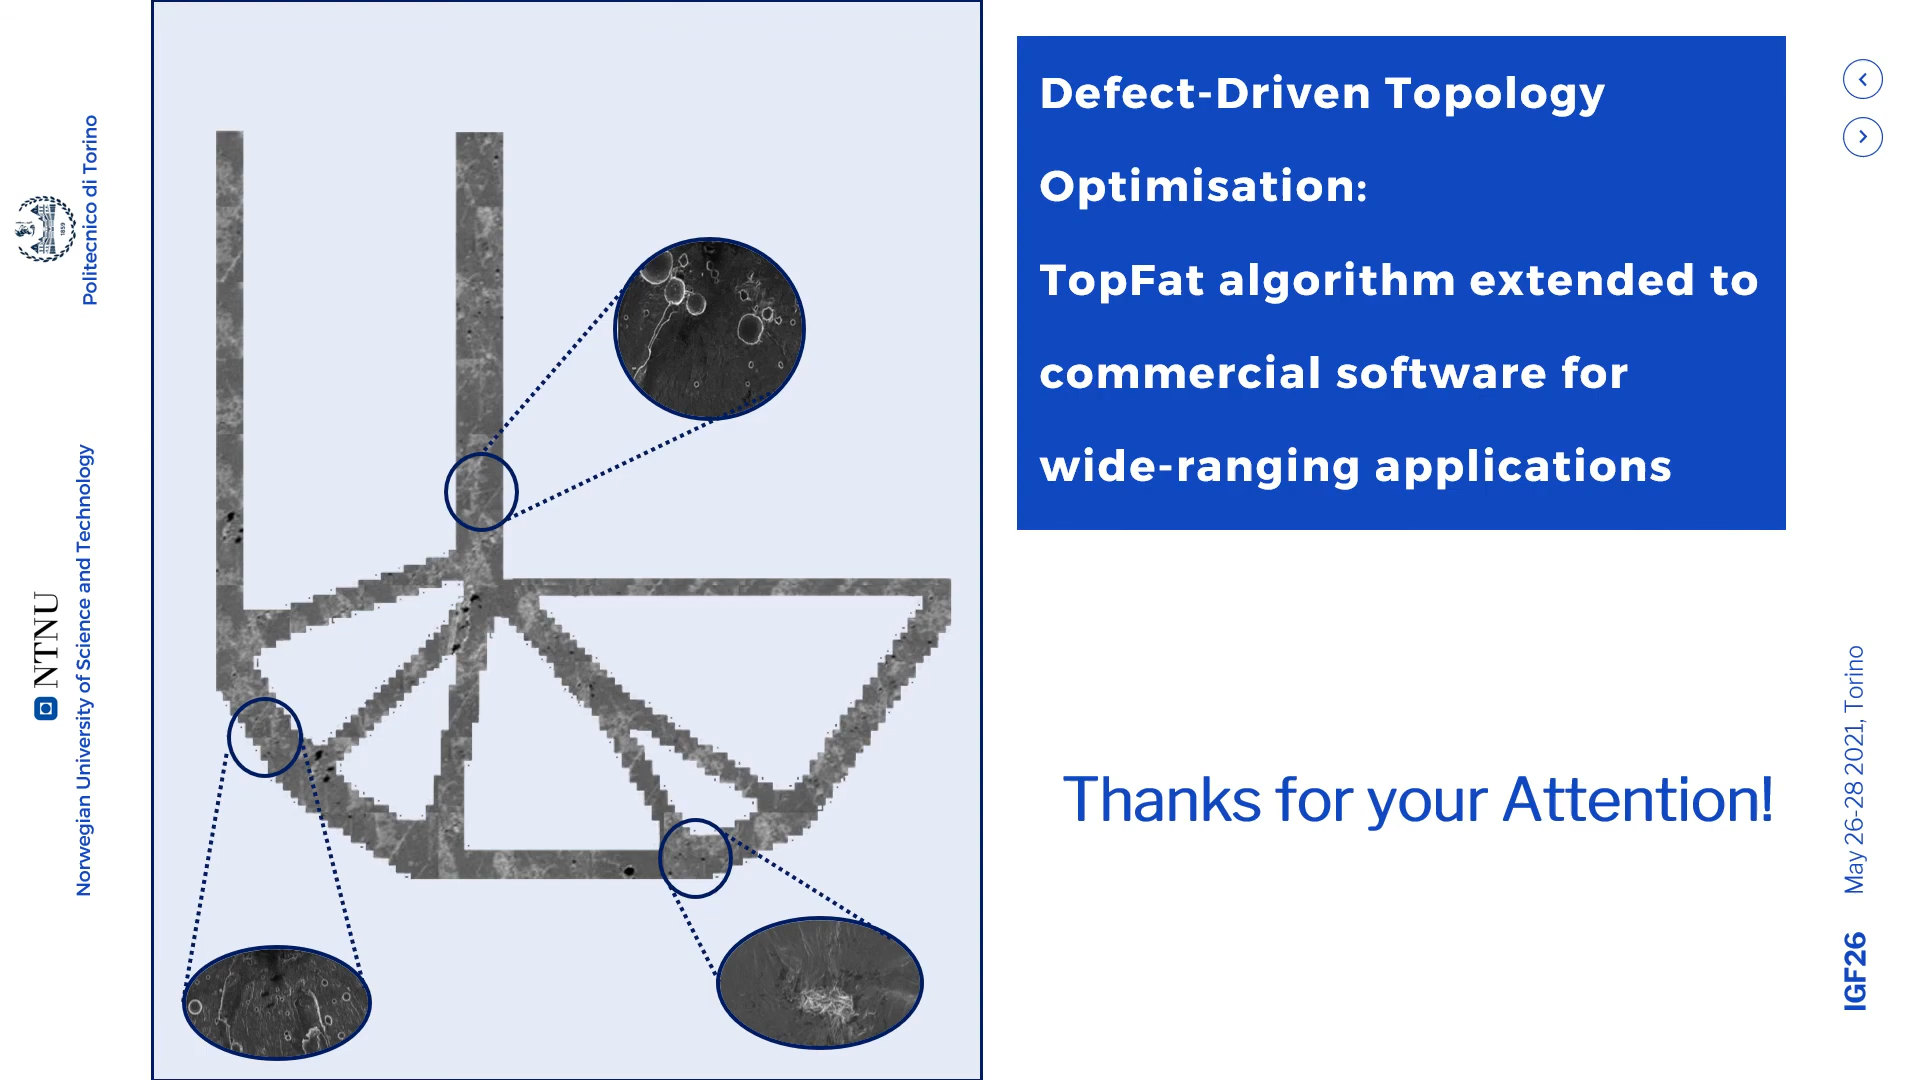 Politecnico di Torino
1859
NTNU
Norwegian University of Science and Technology
Defect-Driven Topology
Optimisation:
TopFat algorithm extended to
commercial software for
wide-ranging applications
Thanks for your Attention!
IGF26 May 26-28 2021, Torino